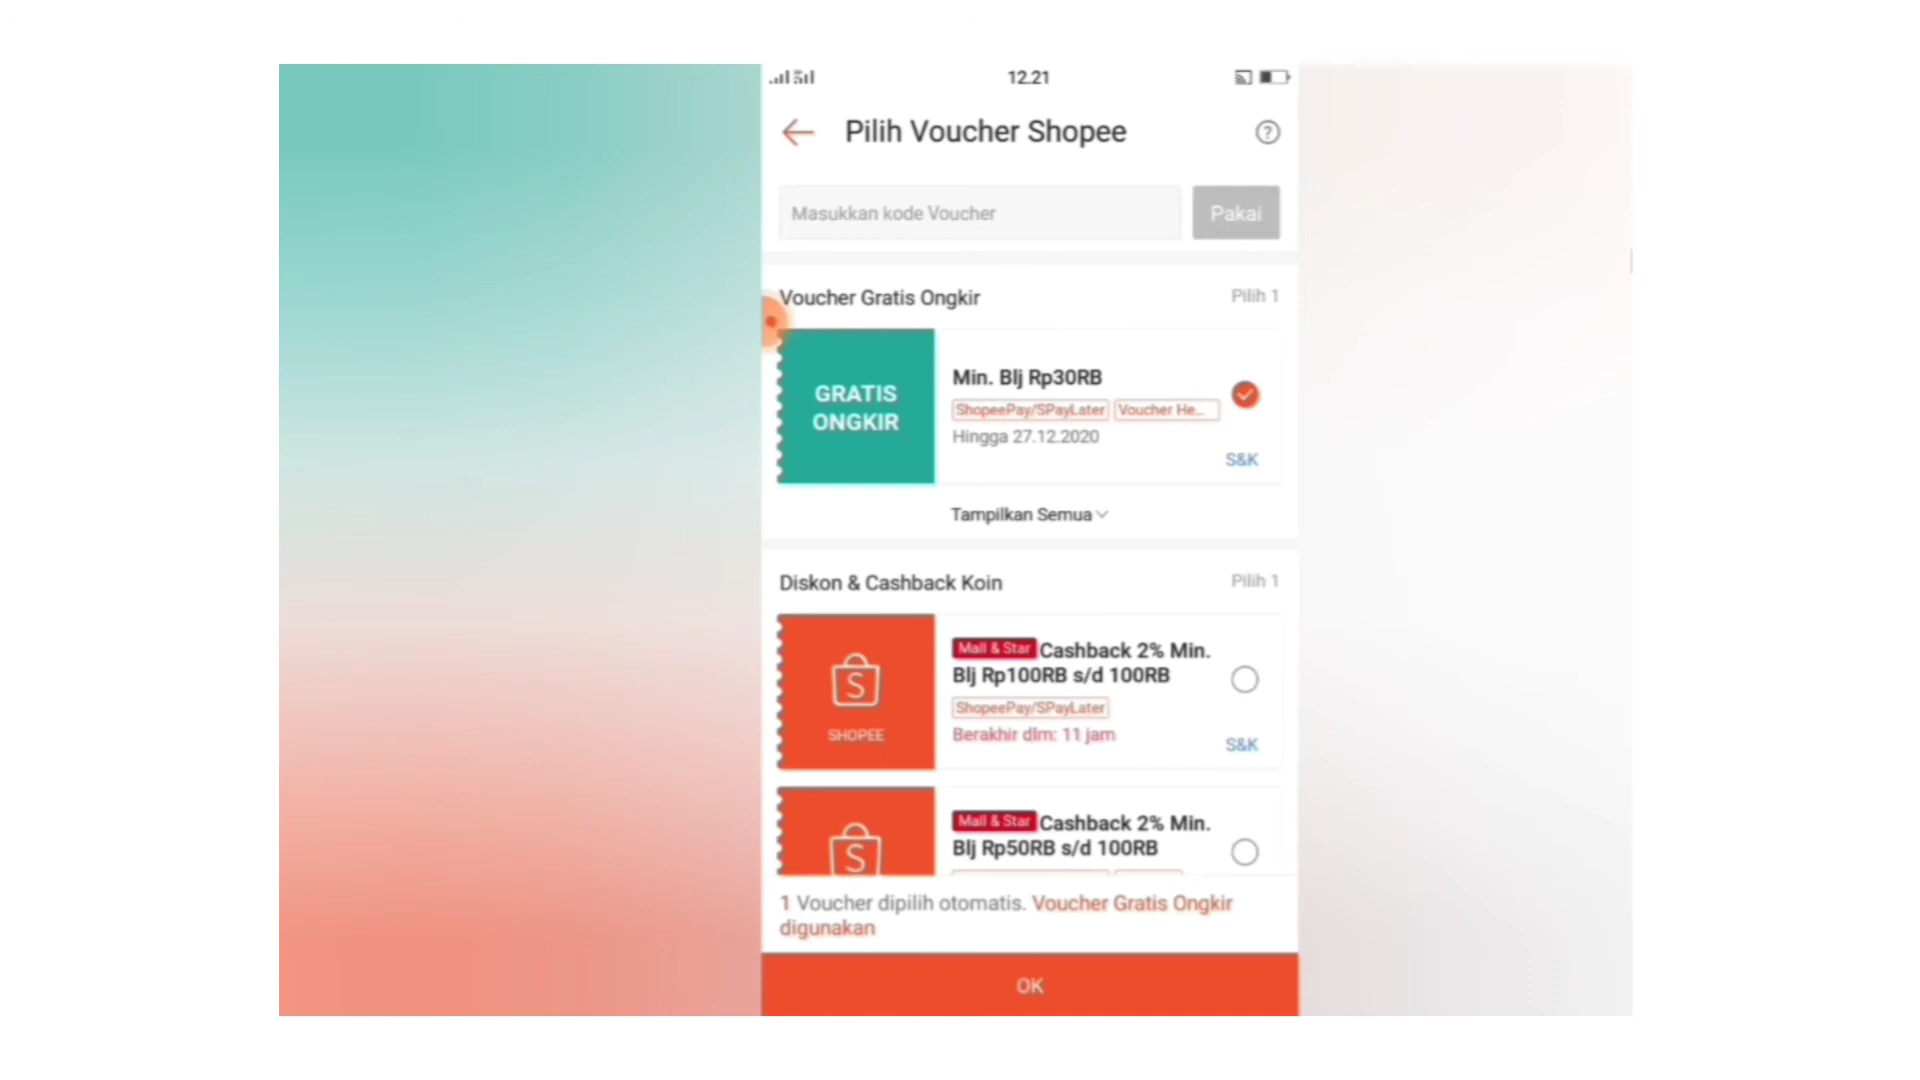 12.21
Pilih Voucher Shopee
Masukkan kode Voucher
Pakai
Voucher Gratis Ongkir
Pilih 1
GRATIS
ONGKIR
Min. Blj Rp30RB
ShopeePay/SPayLater
Voucher He...
Hingga 27.12.2020
S&K
Tampilkan Semua
Diskon & Cashback Koin
Pilih 1
S
SHOPEE
Mall & Star Cashback 2% Min.
Blj Rp100RB s/d 100RB
ShopeePay/SPayLater
Berakhir dlm: 11 jam
S&K
S
Mall & Star Cashback 2% Min.
Blj Rp50RB s/d 100RB
1 Voucher dipilih otomatis. Voucher Gratis Ongkir
digunakan
OK